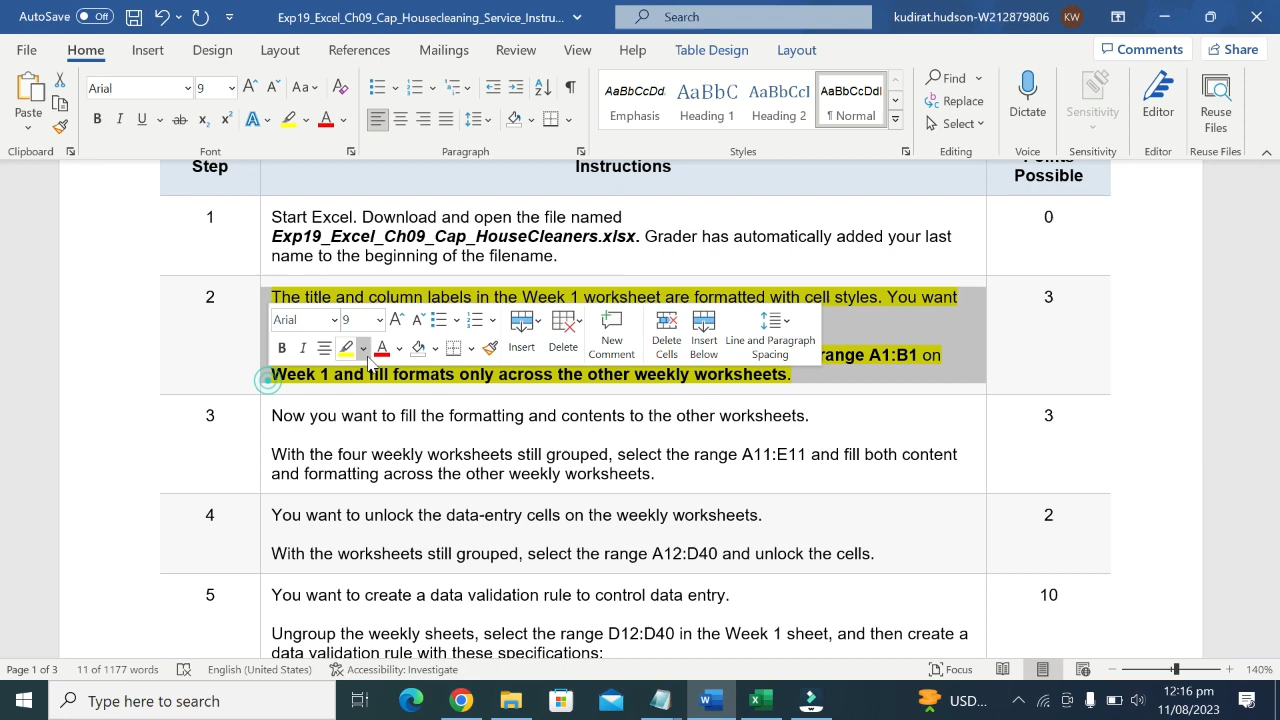 AutoSave Off Exp19_Excel_Ch09_Cap_Housecleaning_Service_Instru... Search kudirat.hudson-W212879806 KW
File Home Insert Design Layout References Mailings Review View Help Table Design Layout Comments Share
Paste Arial 9 Aa AaBbCcDd AaBbC AaBbCcI AaBbCcDdI Find Replace Select Dictate Sensitivity Editor Reuse Files
Emphasis Heading 1 Heading 2 ¶ Normal
Clipboard Font Paragraph Styles Editing Voice Sensitivity Editor Reuse Files
Step Instructions Points Possible
1 Start Excel. Download and open the file named 0
Exp19_Excel_Ch09_Cap_HouseCleaners.xlsx. Grader has automatically added your last
name to the beginning of the filename.
2 The title and column labels in the Week 1 worksheet are formatted with cell styles. You want 3
Arial 9 Insert Delete New Comment Delete Cells Insert Below Line and Paragraph Spacing
range A1:B1 on
Week 1 and fill formats only across the other weekly worksheets.
3 Now you want to fill the formatting and contents to the other worksheets. 3
With the four weekly worksheets still grouped, select the range A11:E11 and fill both content
and formatting across the other weekly worksheets.
4 You want to unlock the data-entry cells on the weekly worksheets. 2
With the worksheets still grouped, select the range A12:D40 and unlock the cells.
5 You want to create a data validation rule to control data entry. 10
Ungroup the weekly sheets, select the range D12:D40 in the Week 1 sheet, and then create a
data validation rule with these specifications:
Page 1 of 3 11 of 1177 words English (United States) Accessibility: Investigate Focus 140%
Type here to search USD... 12:16 pm
11/08/2023